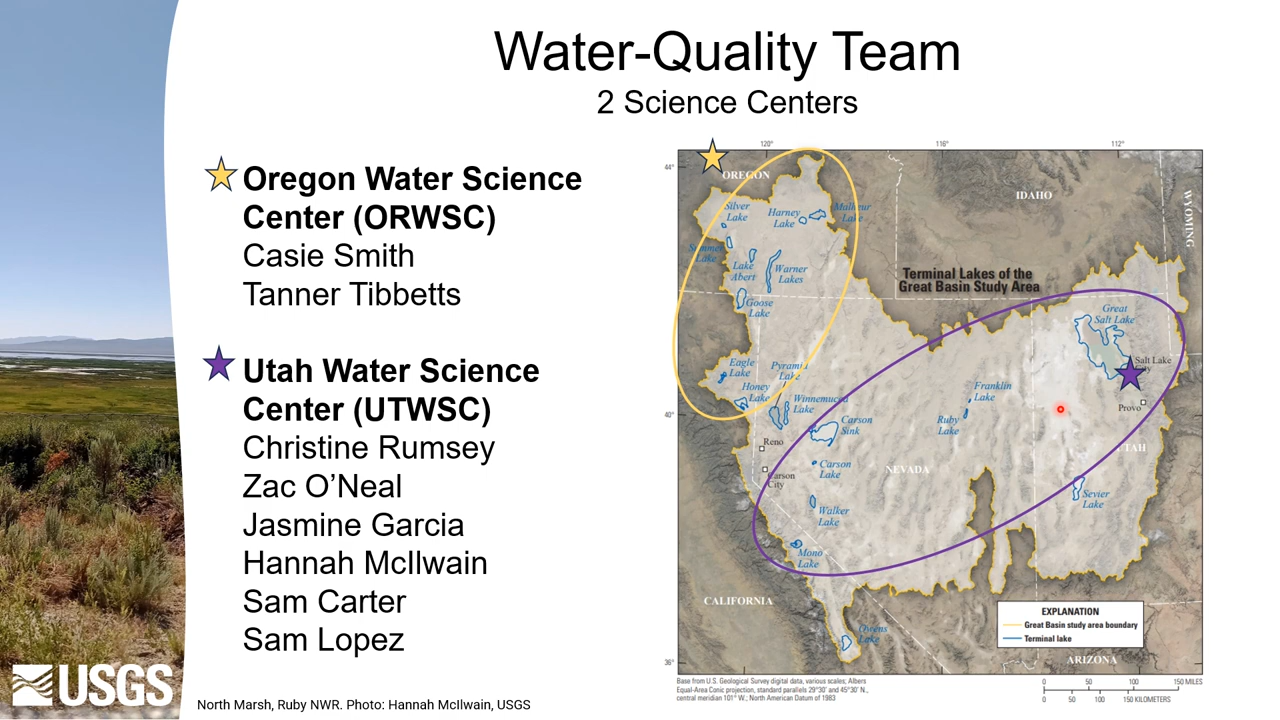 Water-Quality Team
2 Science Centers
Oregon Water Science
Center (ORWSC)
Casie Smith
Tanner Tibbetts
Utah Water Science
Center (UTWSC)
Christine Rumsey
Zac O'Neal
Jasmine Garcia
Hannah McIlwain
Sam Carter
Sam Lopez
USGS
North Marsh, Ruby NWR. Photo: Hannah McIlwain, USGS
120°
116°
112°
44°
OREGON
IDAHO
WYOMING
Silver
Lake
Harney
Lake
Malheur
Lake
Summer
Lake
Lake
Abert
Warner
Lakes
Goose
Lake
Terminal Lakes of the
Great Basin Study Area
Great
Salt Lake
Salt Lake
City
Eagle
Lake
Pyramid
Lake
Honey
Lake
Winnemucca
Lake
Franklin
Lake
Ruby
Lake
Provo
40°
Carson
Sink
Reno
UTAH
Carson
City
Carson
Lake
NEVADA
Walker
Lake
Sevier
Lake
Mono
Lake
CALIFORNIA
Owens
Lake
EXPLANATION
Great Basin study area boundary
Terminal lake
36°
ARIZONA
Base from U.S. Geological Survey digital data, various scales; Albers
Equal-Area Conic projection, standard parallels 29°30' and 45°30' N.,
central meridian 101° W.; North American Datum of 1983
0 50 100 150 MILES
0 50 100 150 KILOMETERS